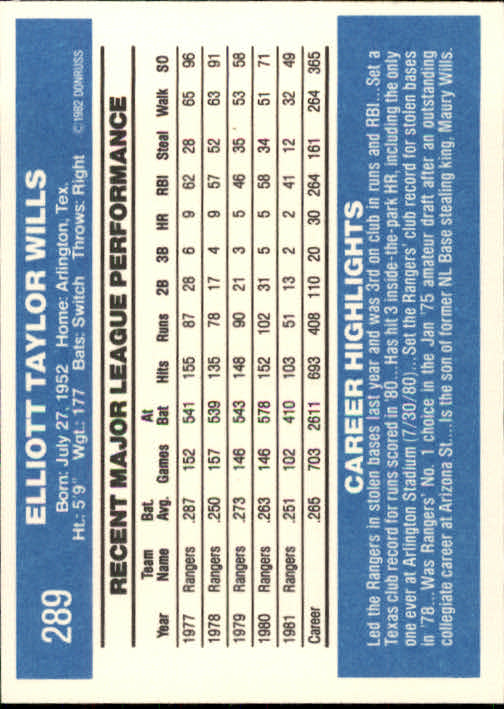 289
ELLIOTT TAYLOR WILLS
Born: July 27, 1952 Home: Arlington, Tex.
Ht.: 5'9" Wgt.: 177 Bats: Switch Throws: Right
© 1982 DONRUSS
RECENT MAJOR LEAGUE PERFORMANCE
Year Team Name Bat. Avg. Games At Bat Hits Runs 2B 3B HR RBI Steal Walk SO
1977 Rangers .287 152 541 155 87 28 6 9 62 28 65 96
1978 Rangers .250 157 539 135 78 17 4 9 57 52 63 91
1979 Rangers .273 146 543 148 90 21 3 5 46 35 53 58
1980 Rangers .263 146 578 152 102 31 5 5 58 34 51 71
1981 Rangers .251 102 410 103 51 13 2 2 41 12 32 49
Career .265 703 2611 693 408 110 20 30 264 161 264 365
CAREER HIGHLIGHTS
Led the Rangers in stolen bases last year and was 3rd on club in runs and RBI...Set a
Texas club record for runs scored in '80...Has hit 3 inside-the-park HR, including the only
one ever at Arlington Stadium (7/30/80)...Set the Rangers' club record for stolen bases
in '78...Was Rangers' No. 1 choice in the Jan '75 amateur draft after an outstanding
collegiate career at Arizona St....Is the son of former NL Base stealing king, Maury Wills.